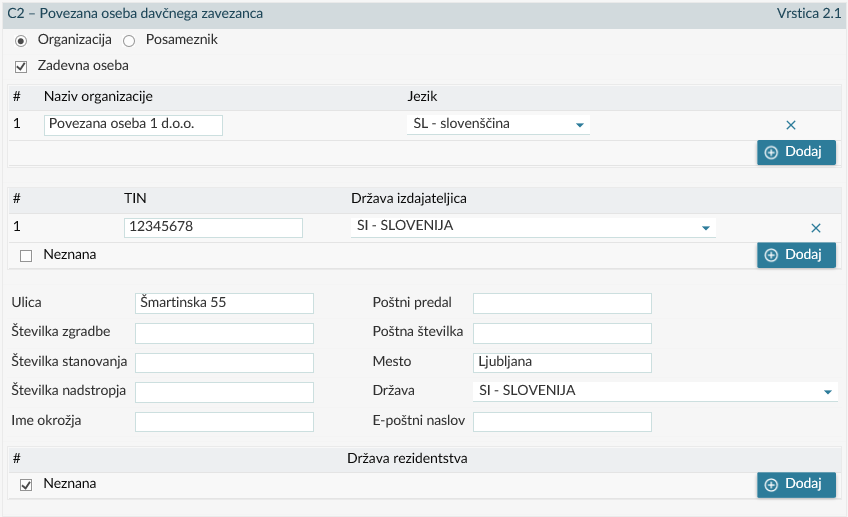 C2 – Povezana oseba davčnega zavezanca Vrstica 2.1
Organizacija Posameznik
Zadevna oseba
# Naziv organizacije Jezik
1 Povezana oseba 1 d.o.o. SL - slovenščina
Dodaj
# TIN Država izdajateljica
1 12345678 SI - SLOVENIJA
Neznana Dodaj
Ulica Šmartinska 55 Poštni predal
Številka zgradbe Poštna številka
Številka stanovanja Mesto Ljubljana
Številka nadstropja Država SI - SLOVENIJA
Ime okrožja E-poštni naslov
# Država rezidentstva
Neznana Dodaj